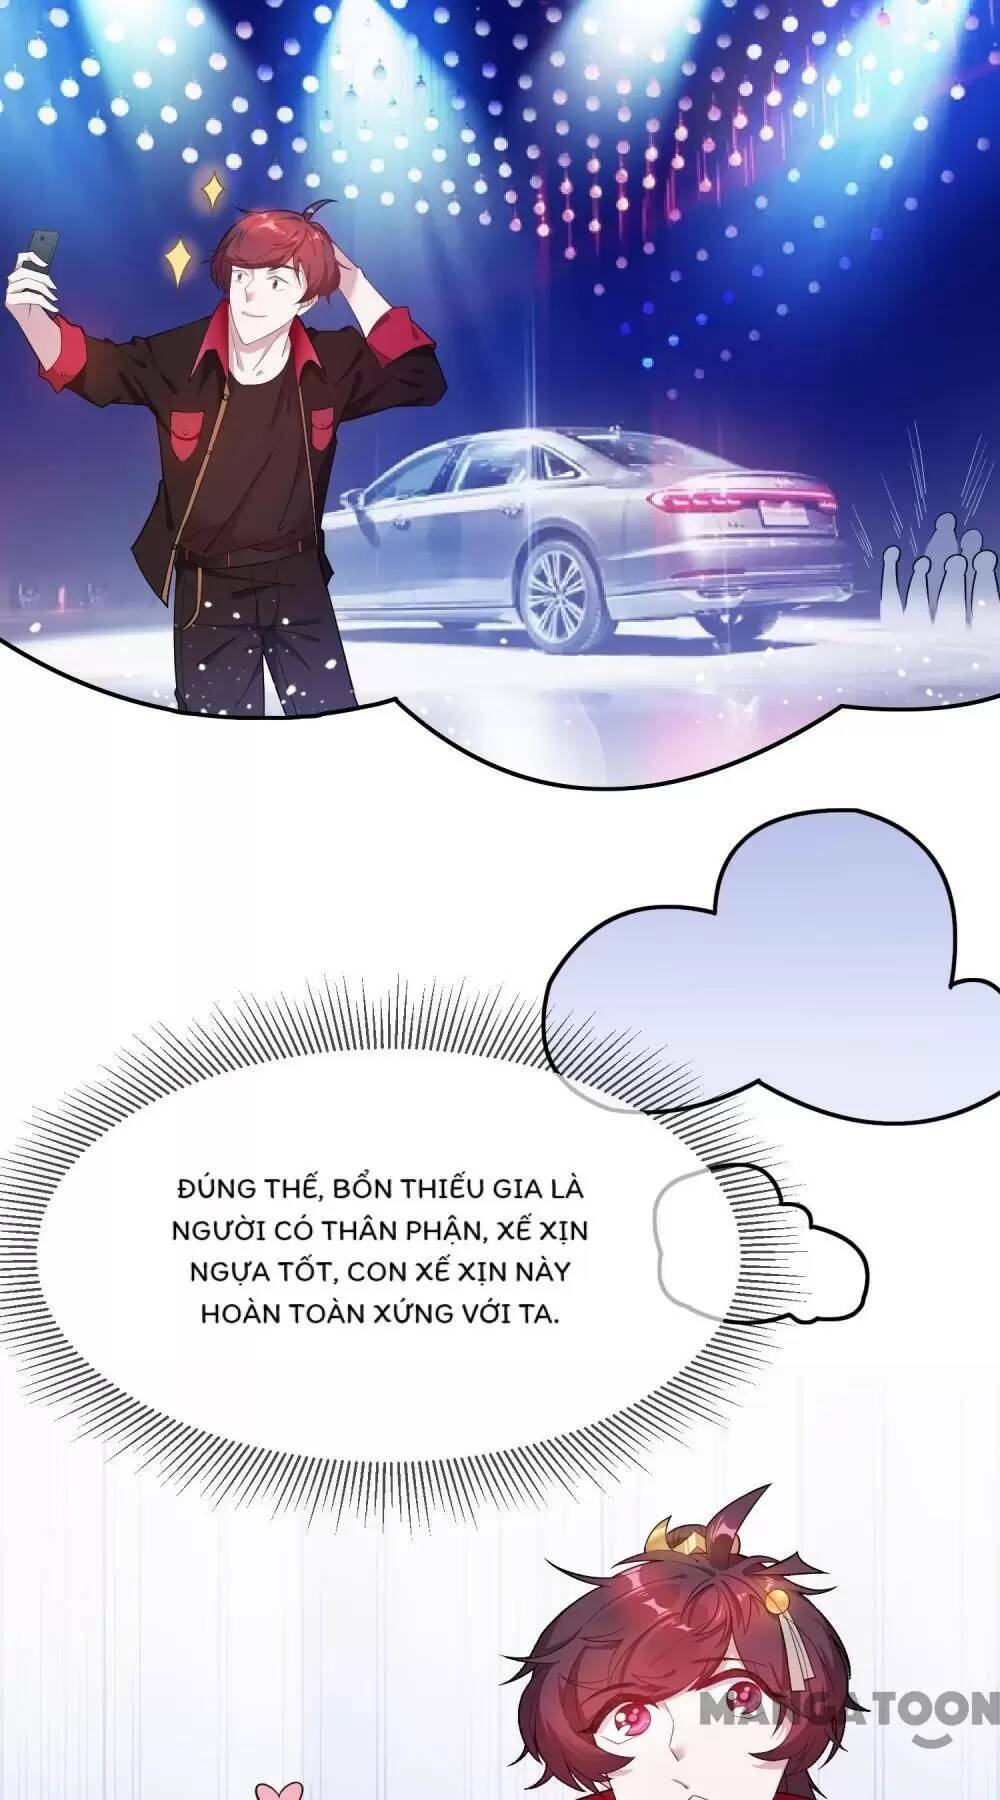 ĐÚNG THẾ, BỔN THIẾU GIA LÀ
NGƯỜI CÓ THÂN PHẬN, XẾ XỊN
NGỰA TỐT, CON XẾ XỊN NÀY
HOÀN TOÀN XỨNG VỚI TA.
MANGATOON